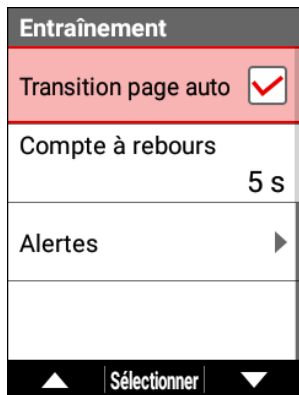 Entraînement
Transition page auto
Compte à rebours
5 s
Alertes
Sélectionner